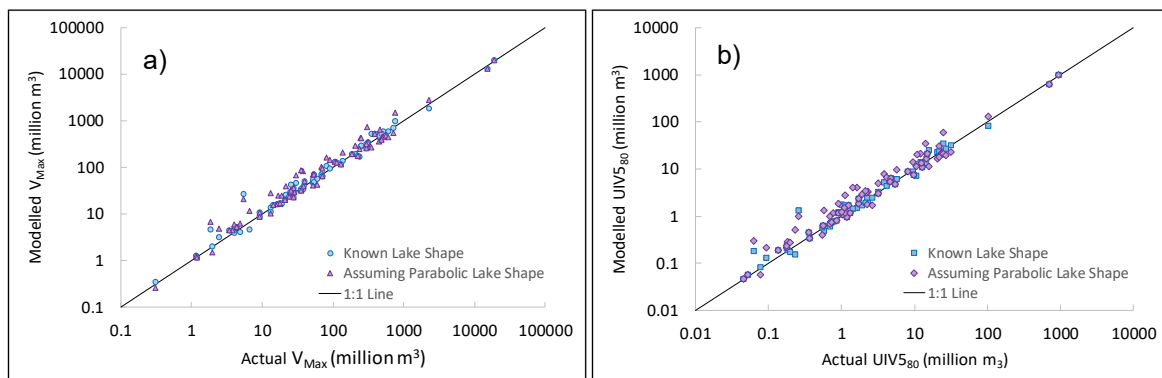 a)
Modelled V_Max (million m³)
100000
10000
1000
100
10
1
0.1
Known Lake Shape
Assuming Parabolic Lake Shape
1:1 Line
0.1 1 10 100 1000 10000 100000
Actual V_Max (million m³)
b)
Modelled UIV5₈₀ (million m³)
10000
1000
100
10
1
0.1
0.01
Known Lake Shape
Assuming Parabolic Lake Shape
1:1 Line
0.01 0.1 1 10 100 1000 10000
Actual UIV5₈₀ (million m₃)